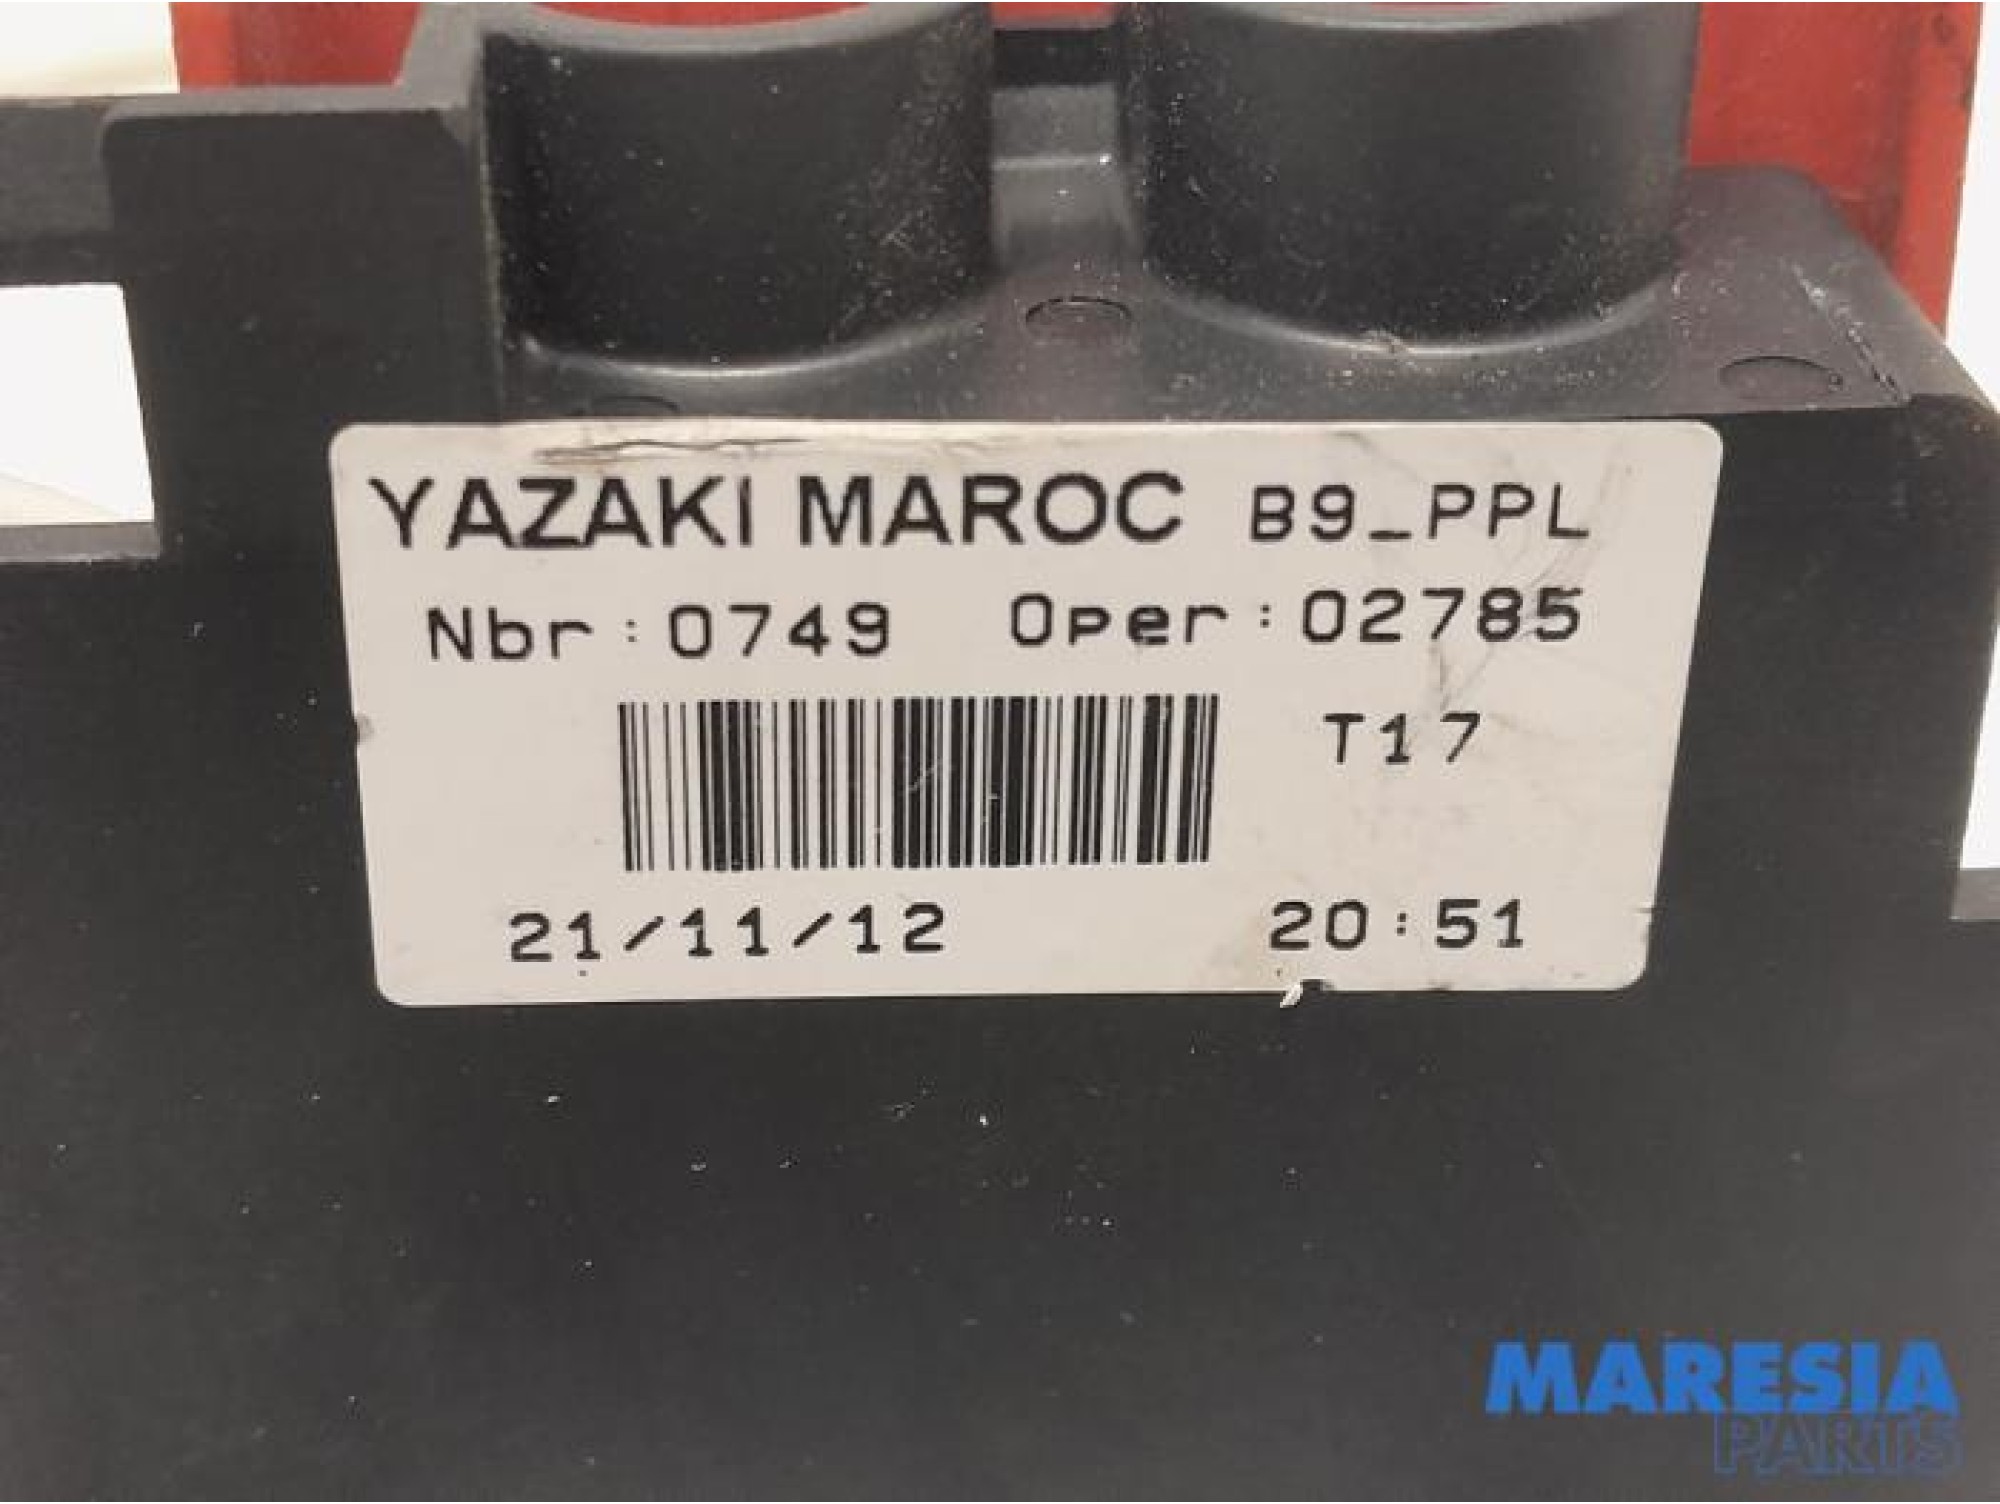 YAZAKI MAROC B9_PPL
Nbr:0749 Oper:02785
T17
21/11/12 20:51
MARESIA
PARTS